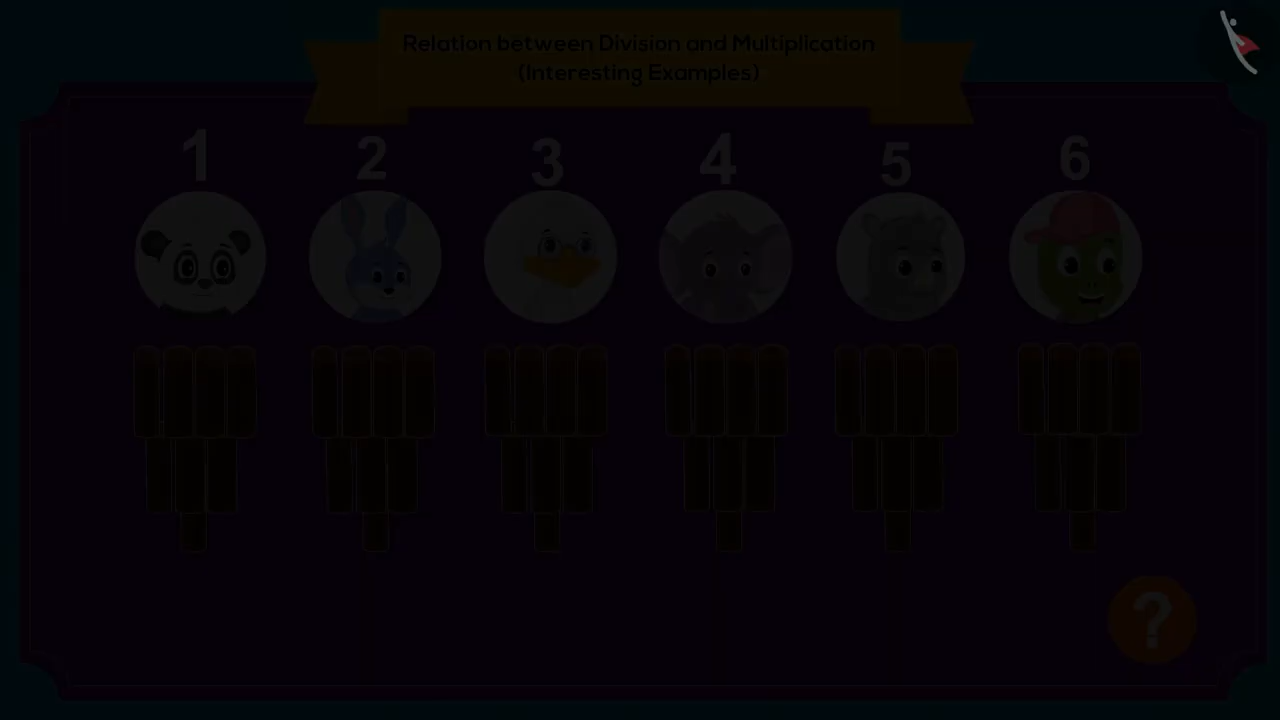 Relation between Division and Multiplication
(Interesting Examples)
1 2 3 4 5 6
?